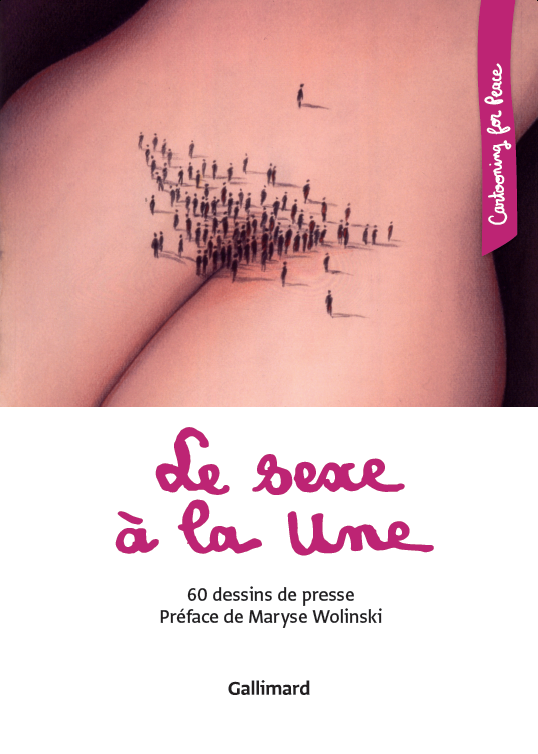 Cartooning for Peace
Le sexe
à la Une
60 dessins de presse
Préface de Maryse Wolinski
Gallimard